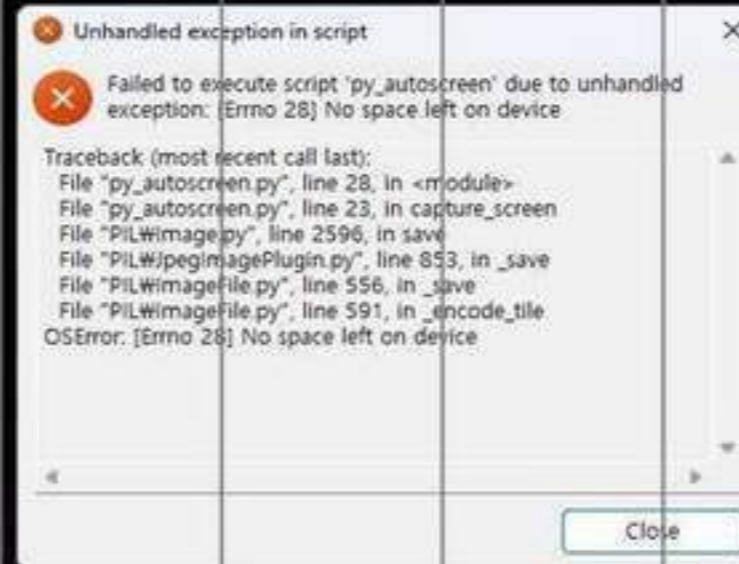 Unhandled exception in script
Failed to execute script 'py_autoscreen' due to unhandled
exception: [Errno 28] No space left on device
Traceback (most recent call last):
File "py_autoscreen.py", line 28, in <module>
File "py_autoscreen.py", line 23, in capture_screen
File "PIL₩Image.py", line 2596, in save
File "PIL₩JpegImagePlugin.py", line 853, in _save
File "PIL₩ImageFile.py", line 556, in _save
File "PIL₩ImageFile.py", line 591, in _encode_tile
OSError: [Errno 28] No space left on device
Close